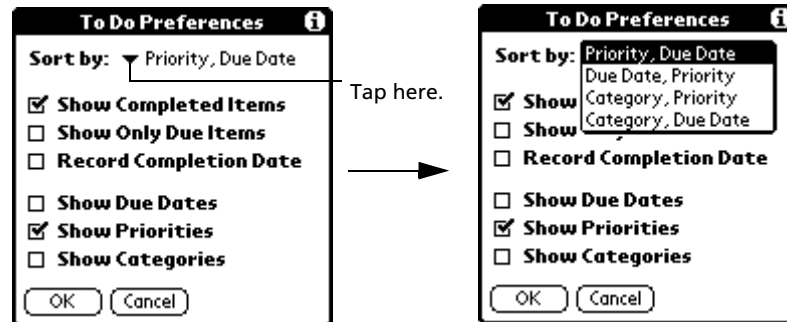 To Do Preferences
Sort by: Priority, Due Date
Show Completed Items
Show Only Due Items
Record Completion Date
Show Due Dates
Show Priorities
Show Categories
OK Cancel
Tap here.
To Do Preferences
Sort by: Priority, Due Date
Due Date, Priority
Show Category, Priority
Show Category, Due Date
Record Completion Date
Show Due Dates
Show Priorities
Show Categories
OK Cancel